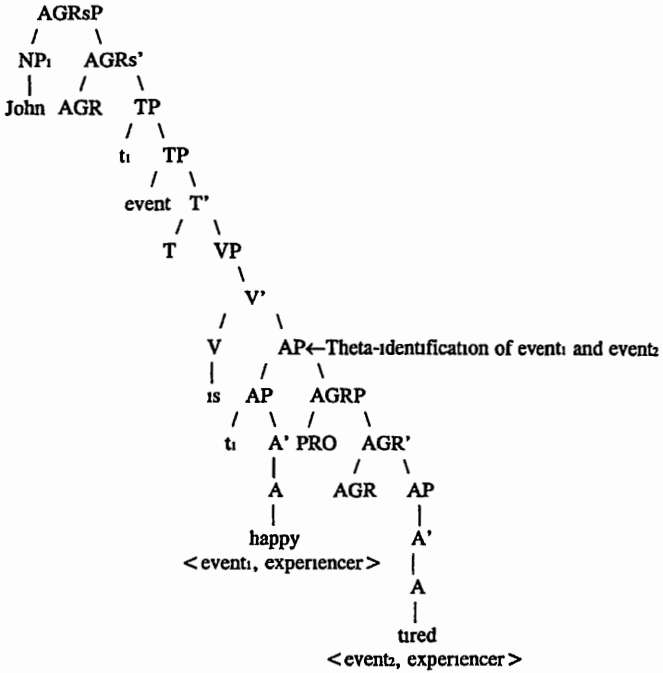 AGRsP
NP₁ AGRs'
John AGR TP
t₁ TP
event T'
T VP
V'
V AP←Theta-identification of event₁ and event₂
is AP AGRP
t₁ A' PRO AGR'
A AGR AP
happy A'
<event₁, experiencer>
A
tired
<event₂, experiencer>